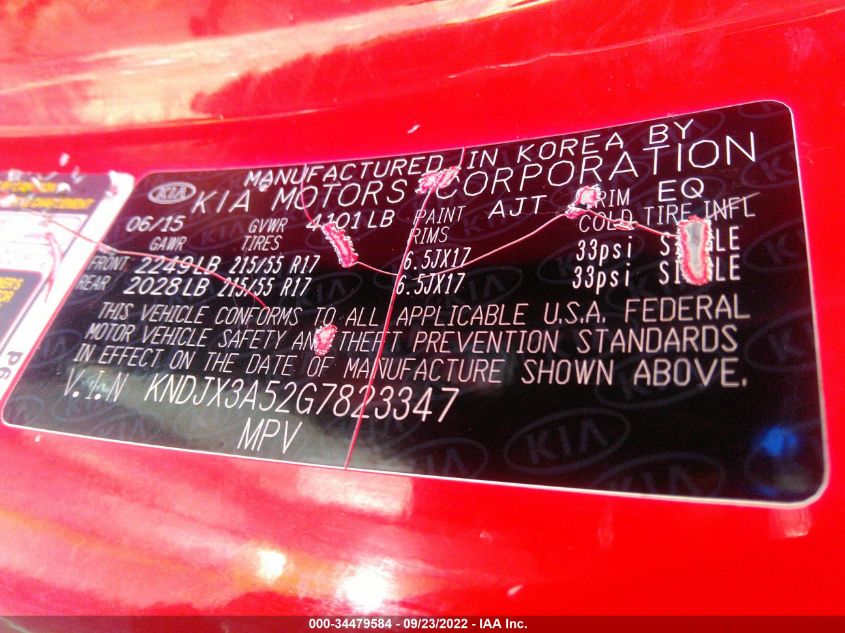 MANUFACTURED IN KOREA BY
KIA KIA MOTORS CORPORATION
06/15 GVWR 4101LB PAINT AJT TRIM EQ
GAWR TIRES RIMS COLD TIRE INFL
FRONT 2249LB 215/55 R17 6.5JX17 33psi
REAR 2028LB 215/55 R17 6.5JX17 33psi
THIS VEHICLE CONFORMS TO ALL APPLICABLE U.S.A. FEDERAL
MOTOR VEHICLE SAFETY AND THEFT PREVENTION STANDARDS
IN EFFECT ON THE DATE OF MANUFACTURE SHOWN ABOVE.
V.I.N KNDJX3A52G7823347
MPV
000-34479584 - 09/23/2022 - IAA Inc.